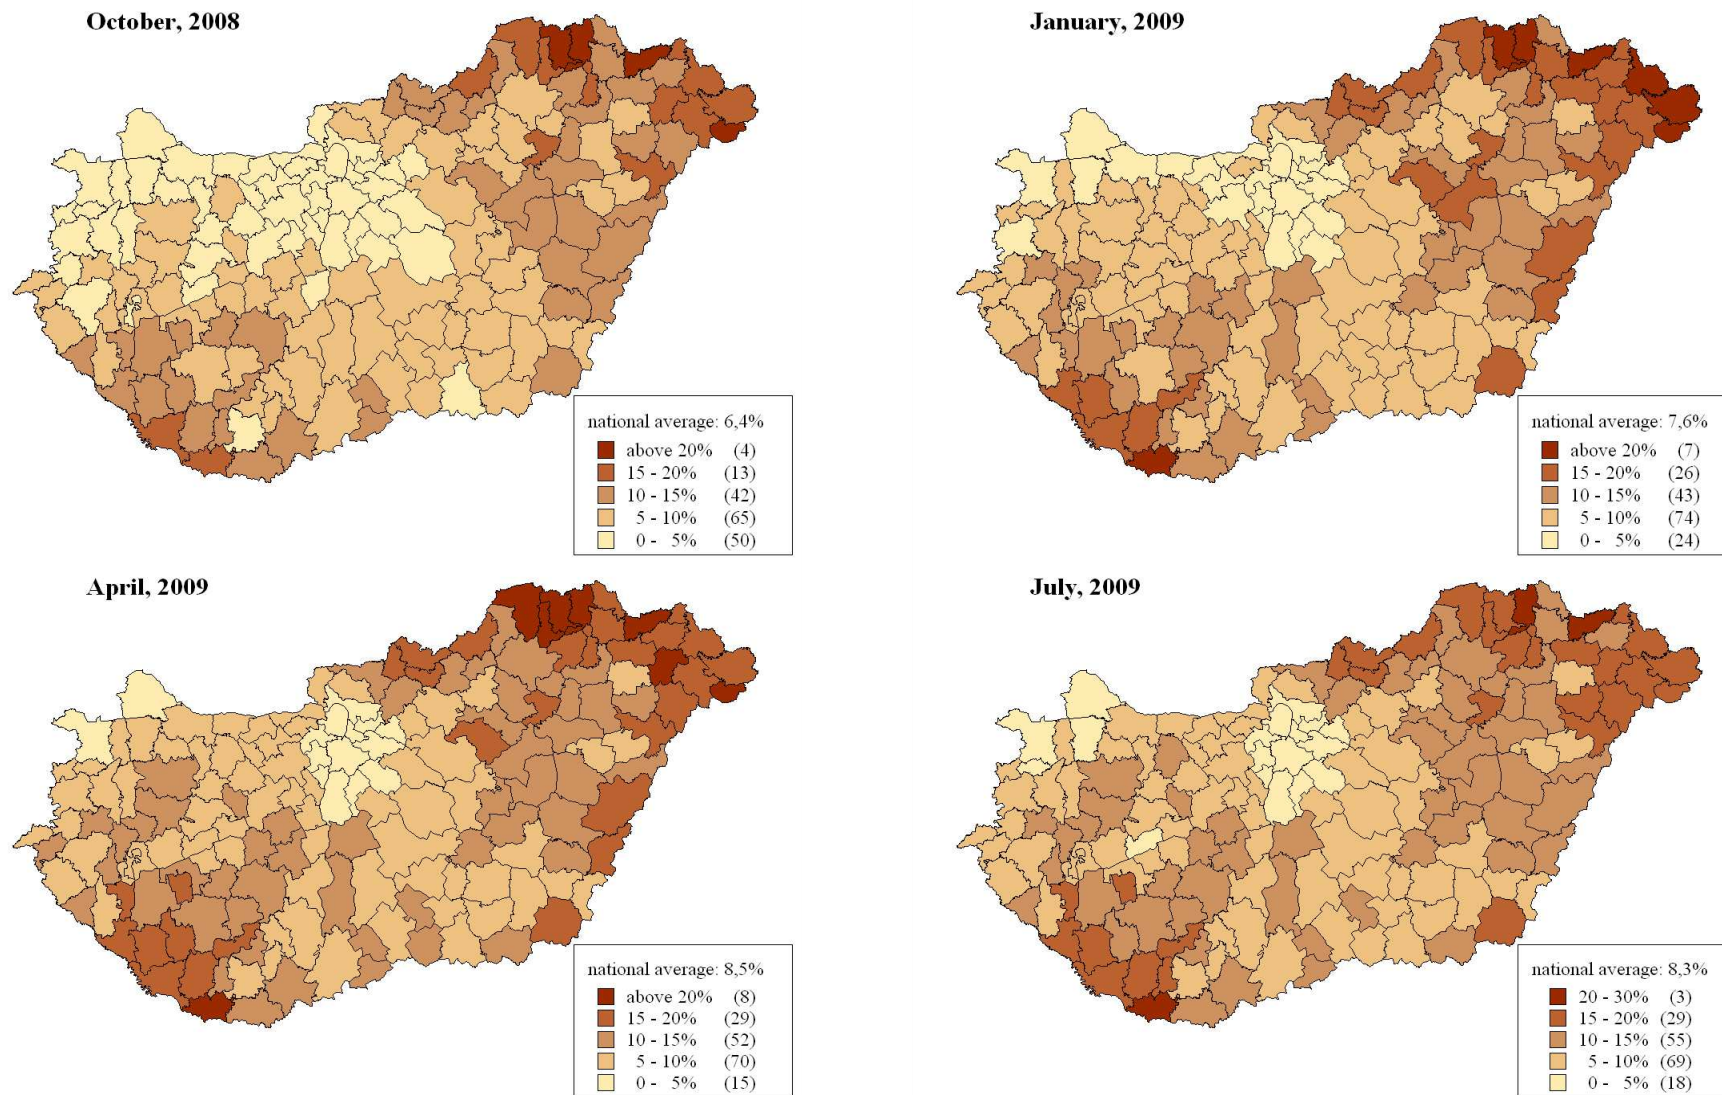 October, 2008
national average: 6,4%
above 20% (4)
15 - 20% (13)
10 - 15% (42)
5 - 10% (65)
0 - 5% (50)
January, 2009
national average: 7,6%
above 20% (7)
15 - 20% (26)
10 - 15% (43)
5 - 10% (74)
0 - 5% (24)
April, 2009
national average: 8,5%
above 20% (8)
15 - 20% (29)
10 - 15% (52)
5 - 10% (70)
0 - 5% (15)
July, 2009
national average: 8,3%
20 - 30% (3)
15 - 20% (29)
10 - 15% (55)
5 - 10% (69)
0 - 5% (18)